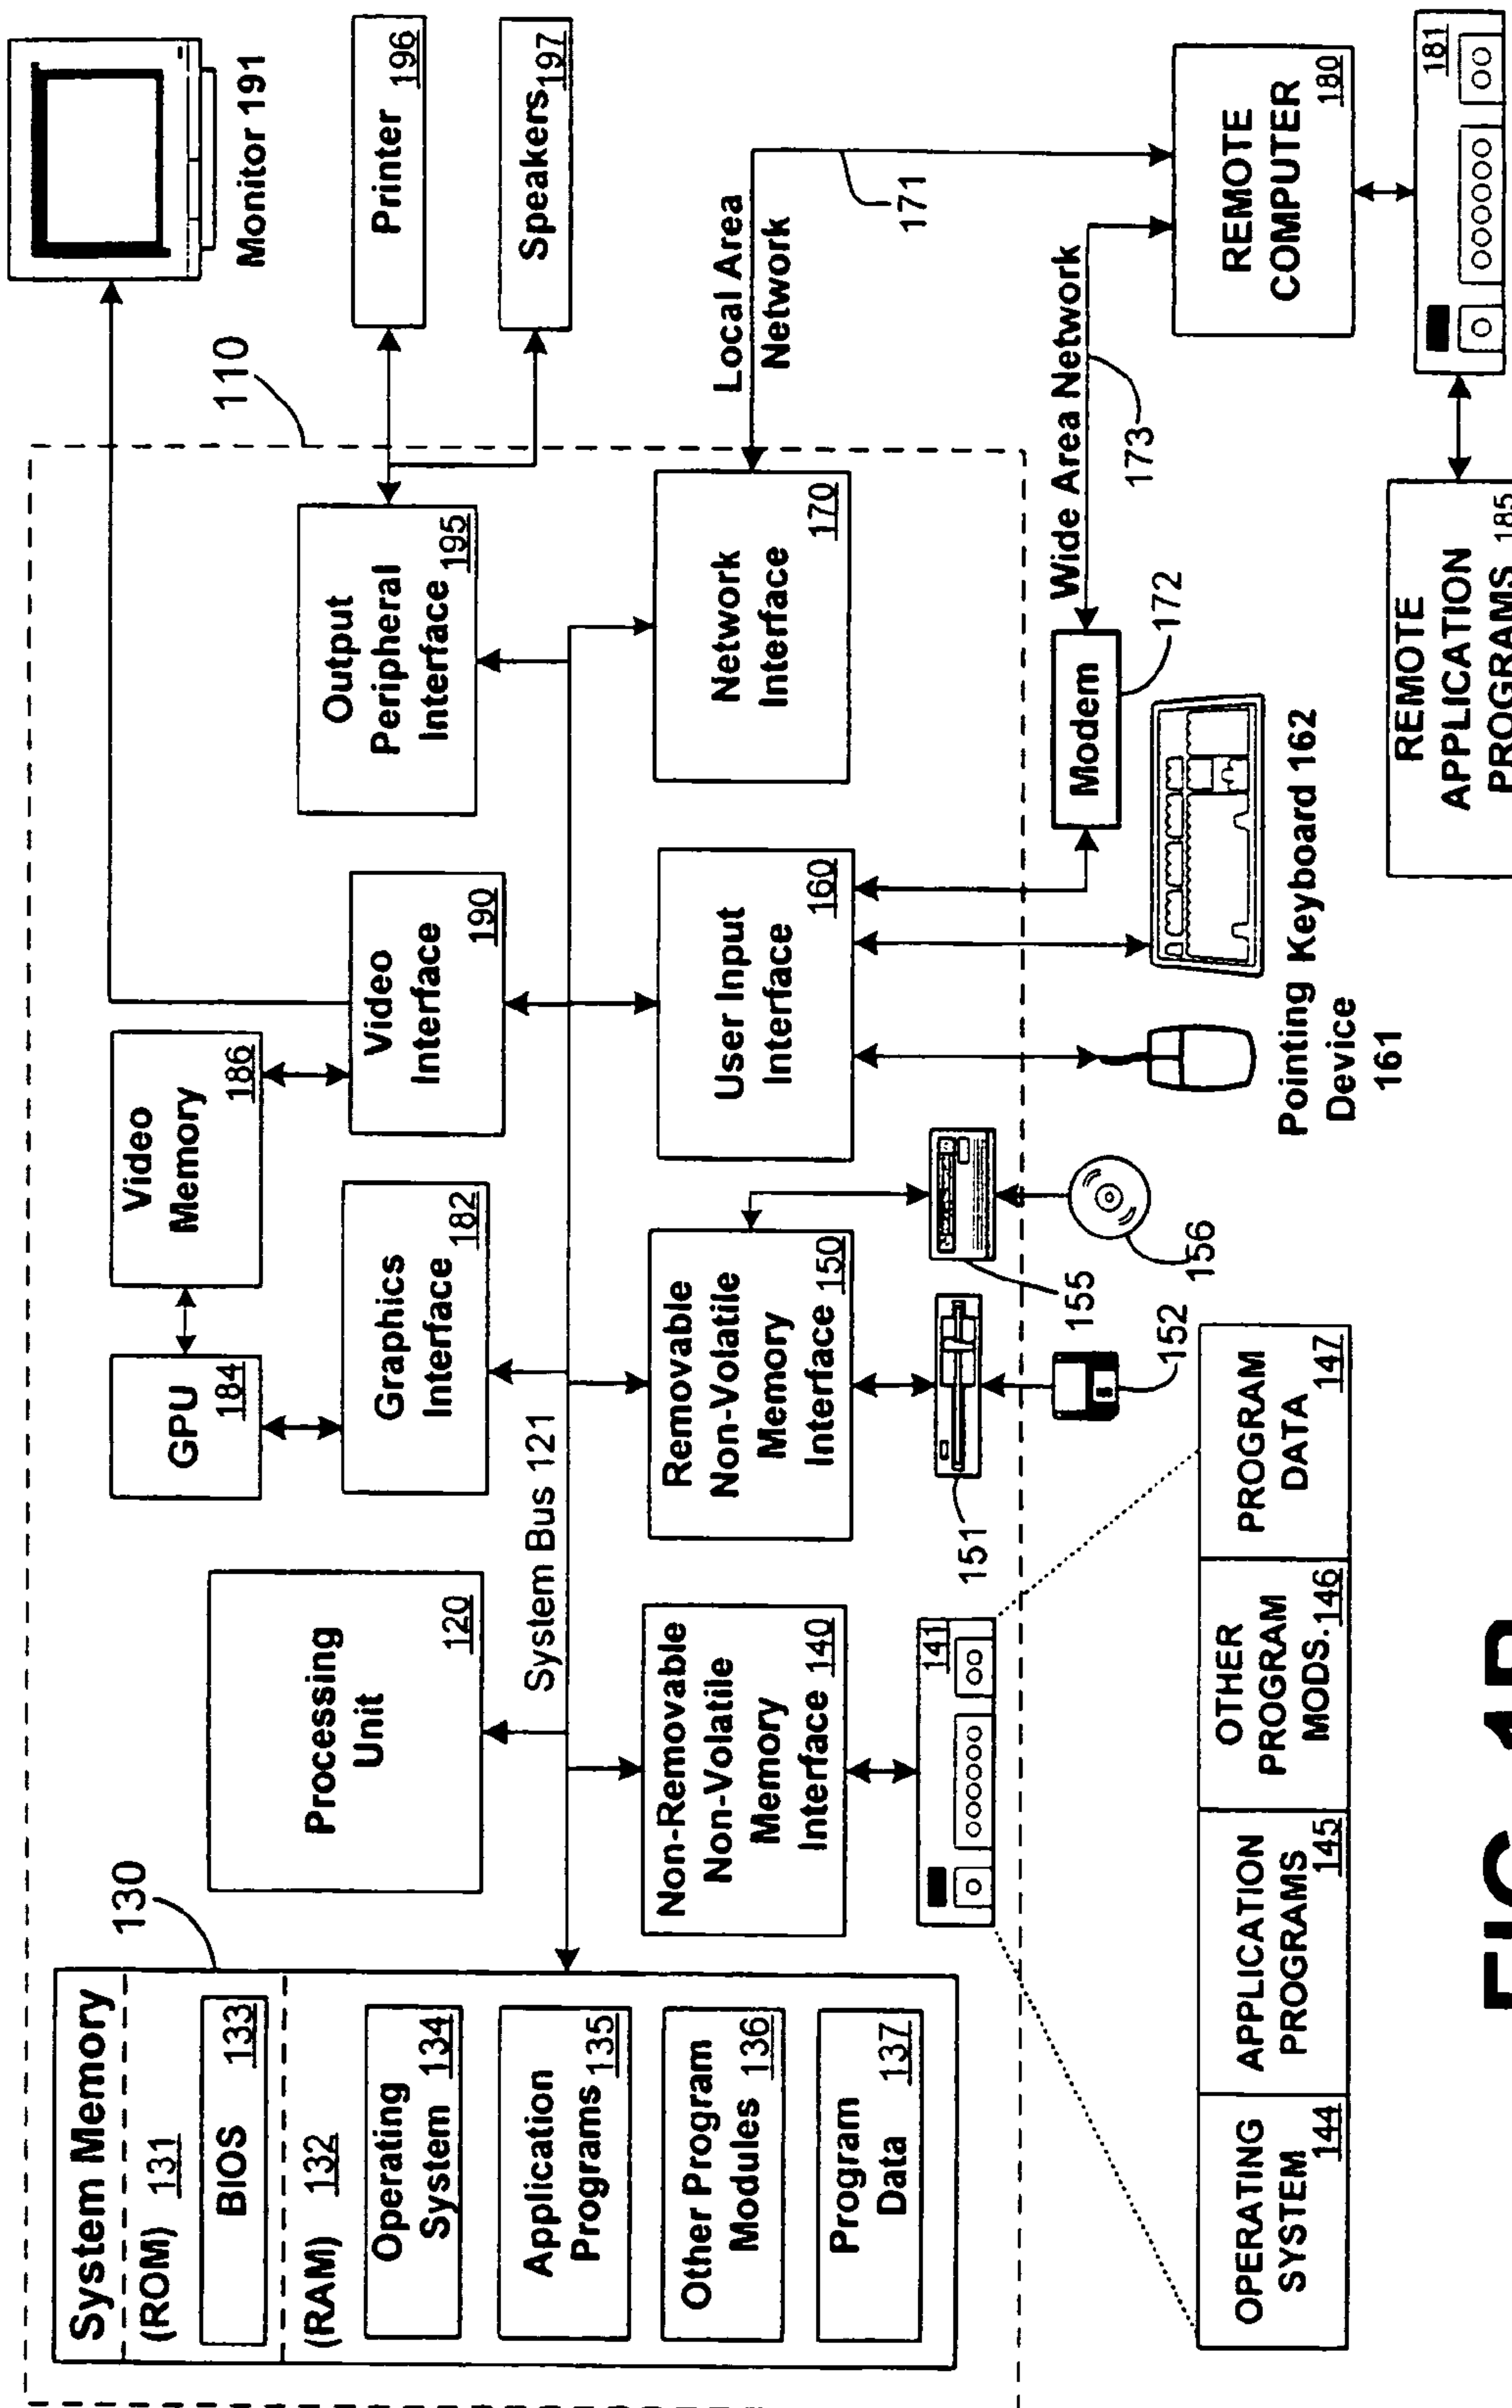 System Memory
(ROM) 131
BIOS 133
(RAM) 132
Operating
System 134
Application
Programs 135
Other Program
Modules 136
Program
Data 137
130
Processing
Unit
120
GPU
184
Video
Memory
186
Graphics
Interface
182
Video
Interface
190
Output
Peripheral
Interface 195
110
Monitor 191
Printer
196
Speakers 197
System Bus 121
Non-Removable
Non-Volatile
Memory
Interface 140
Removable
Non-Volatile
Memory
Interface 150
User Input
Interface
160
Network
Interface
170
Local Area
Network
171
141
151
152
155
156
Wide Area Network
173
Modem
172
REMOTE
COMPUTER
180
181
Pointing
Device
161
Keyboard 162
OPERATING
SYSTEM 144
APPLICATION
PROGRAMS 145
OTHER
PROGRAM
MODS. 146
PROGRAM
DATA 147
REMOTE
APPLICATION
PROGRAMS 185